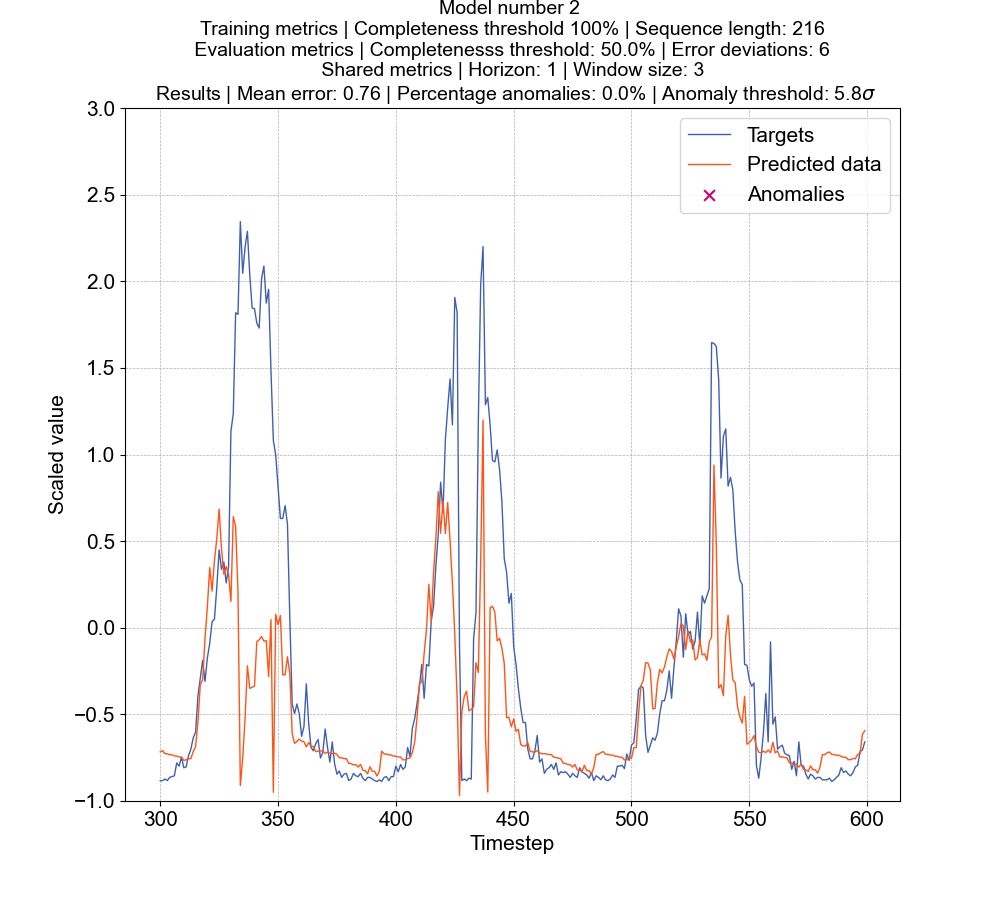 Model number 2
Training metrics | Completeness threshold 100% | Sequence length: 216
Evaluation metrics | Completenesss threshold: 50.0% | Error deviations: 6
Shared metrics | Horizon: 1 | Window size: 3
Results | Mean error: 0.76 | Percentage anomalies: 0.0% | Anomaly threshold: 5.8σ
Targets
Predicted data
Anomalies
Scaled value
3.0
2.5
2.0
1.5
1.0
0.5
0.0
−0.5
−1.0
300 350 400 450 500 550 600
Timestep